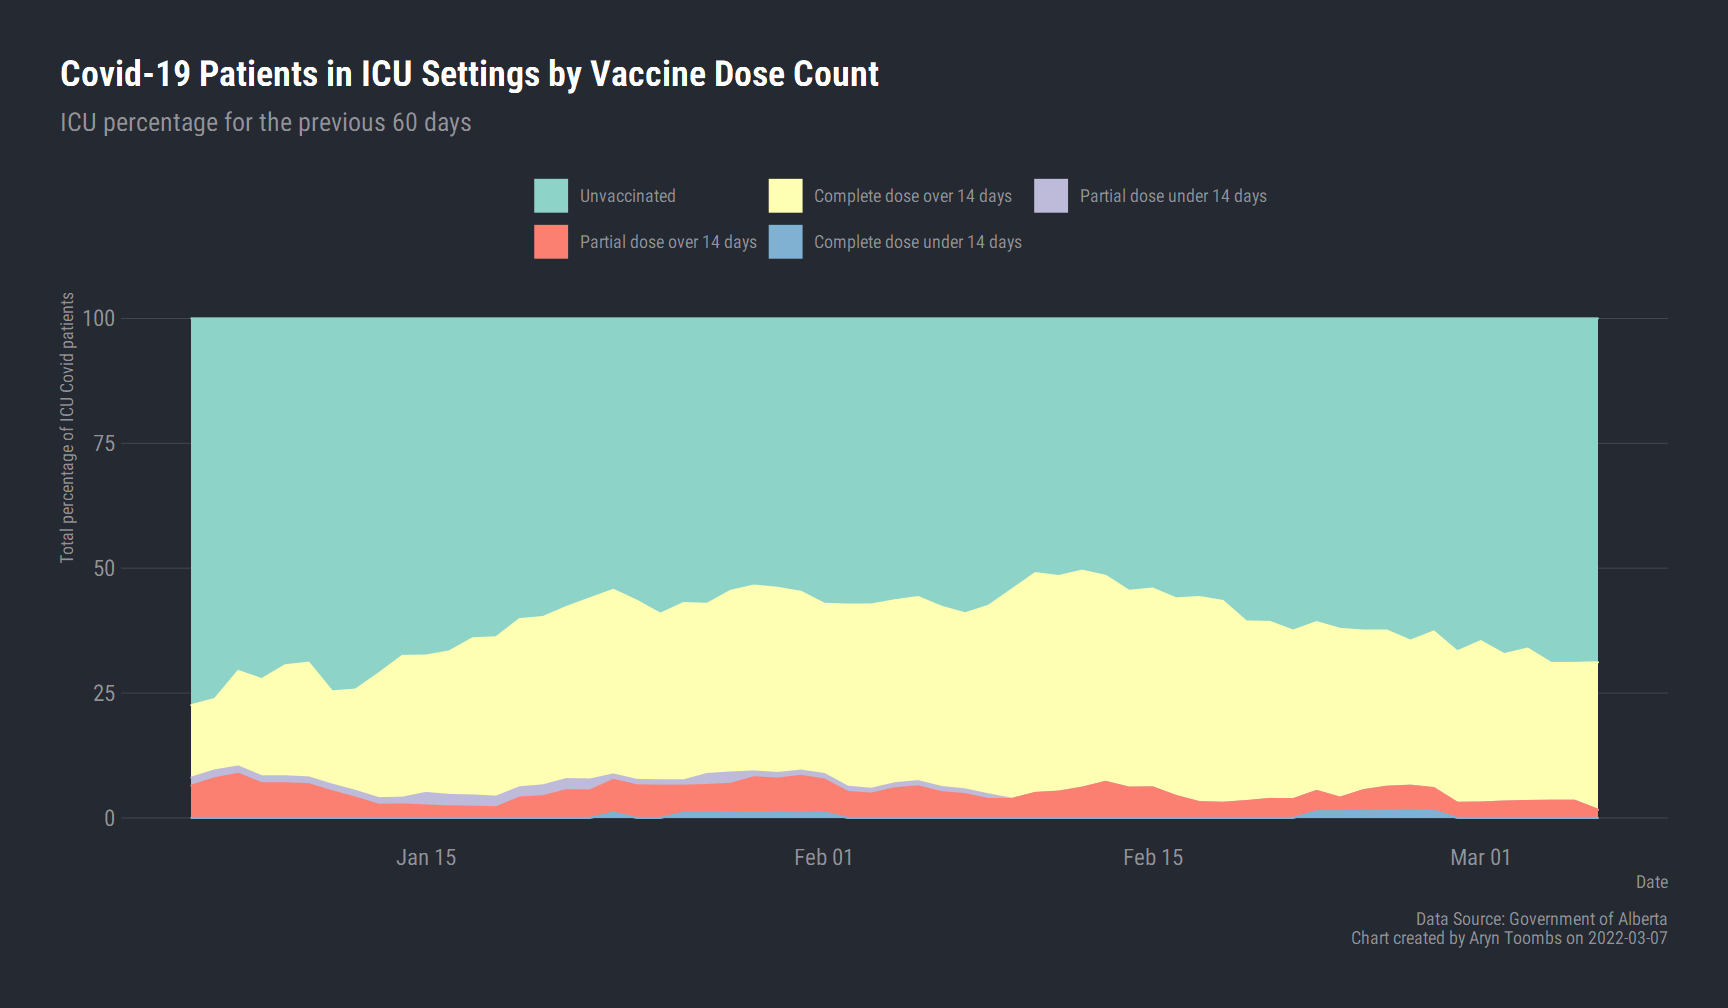 Covid-19 Patients in ICU Settings by Vaccine Dose Count
ICU percentage for the previous 60 days
Unvaccinated
Complete dose over 14 days
Partial dose under 14 days
Partial dose over 14 days
Complete dose under 14 days
Total percentage of ICU Covid patients
100
75
50
25
0
Jan 15
Feb 01
Feb 15
Mar 01
Date
Data Source: Government of Alberta
Chart created by Aryn Toombs on 2022-03-07